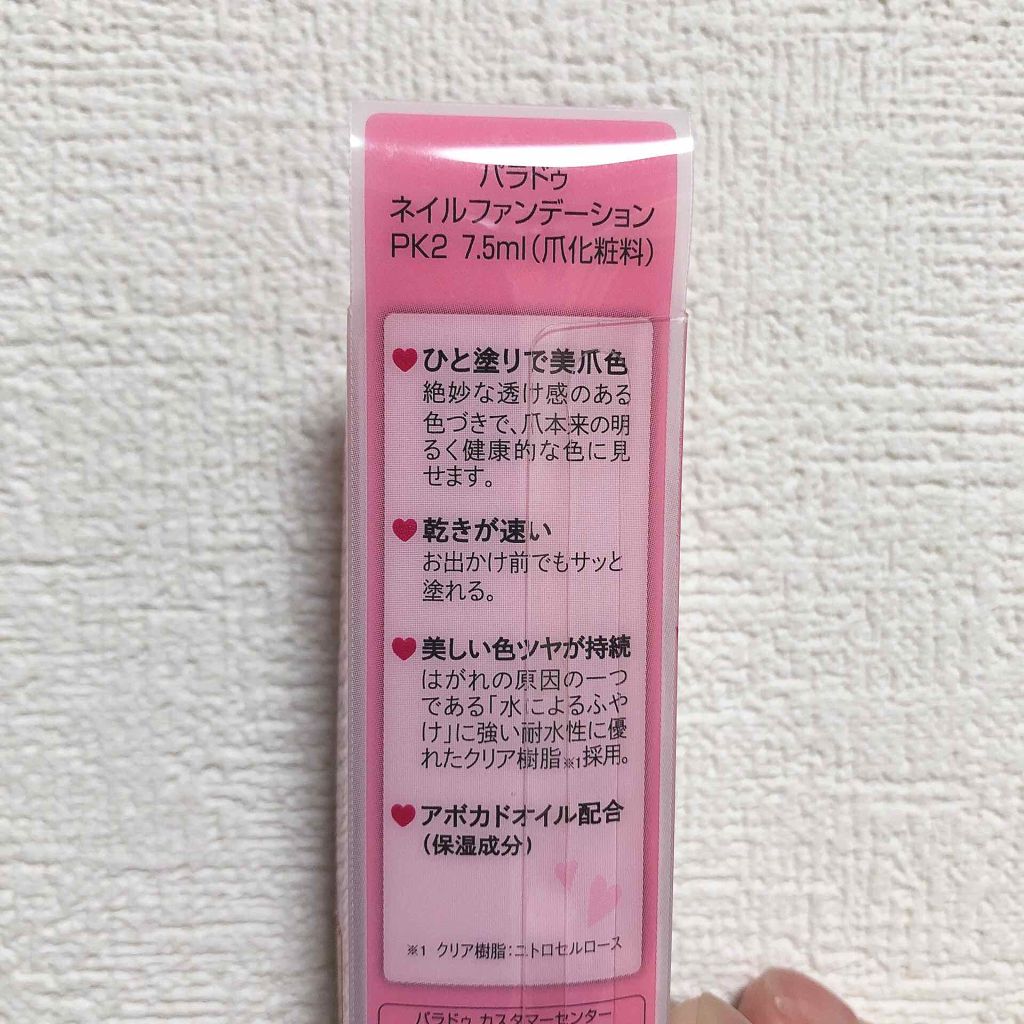 パラドゥ
ネイルファンデーション
PK2 7.5ml(爪化粧料)
ひと塗りで美爪色
絶妙な透け感のある
色づきで、爪本来の明
るく健康的な色に見
せます。
乾きが速い
お出かけ前でもサッと
塗れる。
美しい色ツヤが持続
はがれの原因の一つ
である「水によるふや
け」に強い耐水性に優
れたクリア樹脂※1採用。
アボカドオイル配合
(保湿成分)
※1 クリア樹脂:ニトロセルロース
パラドゥ カスタマーセンター